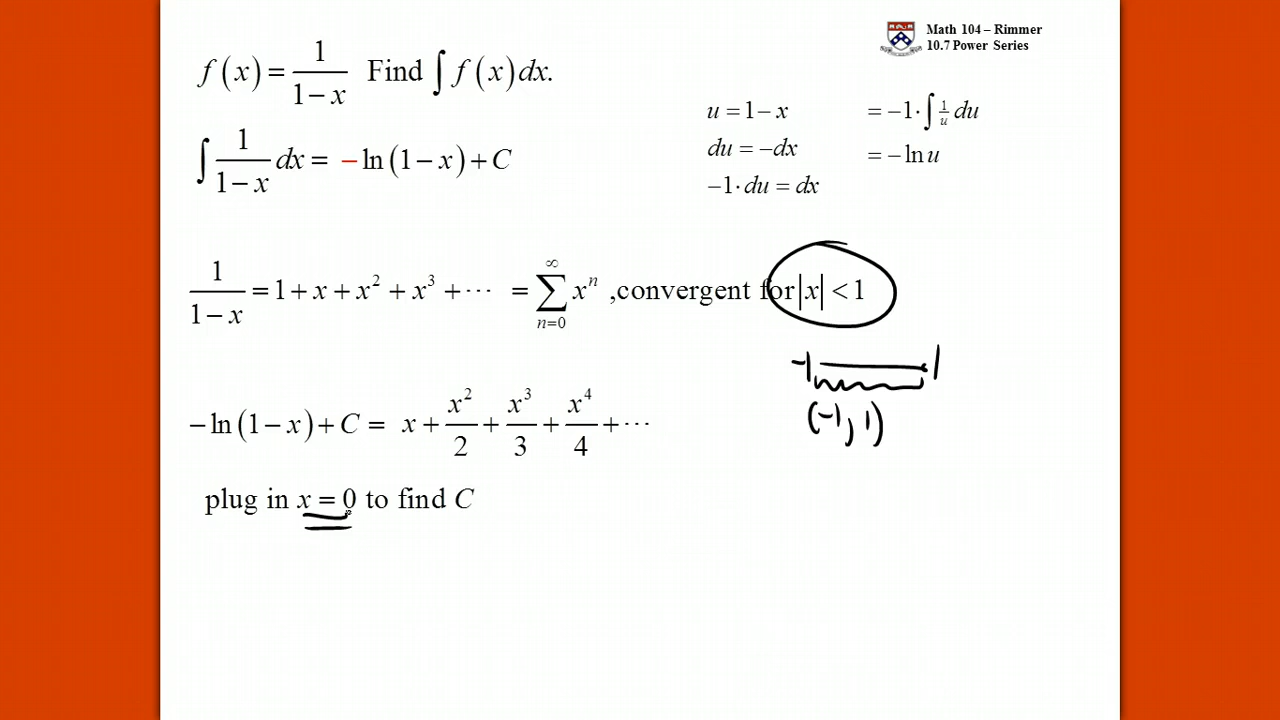 Math 104 – Rimmer
10.7 Power Series
f(x) = 1/(1−x) Find ∫ f(x)dx.
∫ 1/(1−x) dx = −ln(1−x)+C
u = 1−x
du = −dx
−1·du = dx
= −1·∫ 1/u du
= −ln u
1/(1−x) = 1+x+x²+x³+⋯ = ∑_{n=0}^{∞} xⁿ ,convergent for |x| < 1
-1 1
(-1, 1)
−ln(1−x)+C = x + x²/2 + x³/3 + x⁴/4 +⋯
plug in x = 0 to find C